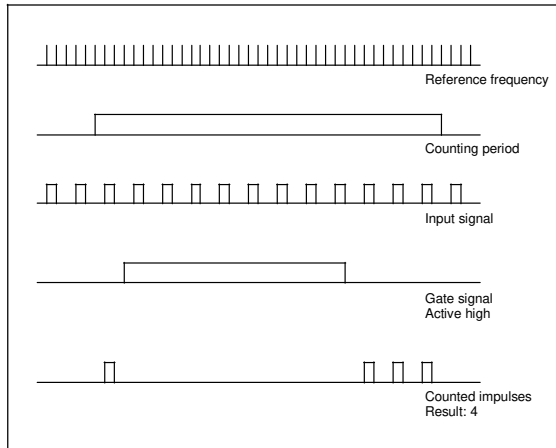 Reference frequency
Counting period
Input signal
Gate signal
Active high
Counted impulses
Result: 4